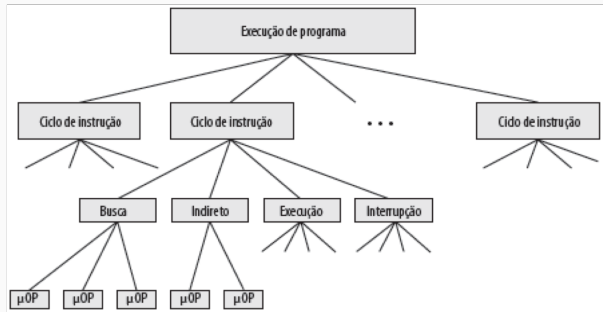 Execução de programa
Ciclo de instrução
Ciclo de instrução
...
Ciclo de instrução
Busca
Indireto
Execução
Interrupção
μOP
μOP
μOP
μOP
μOP